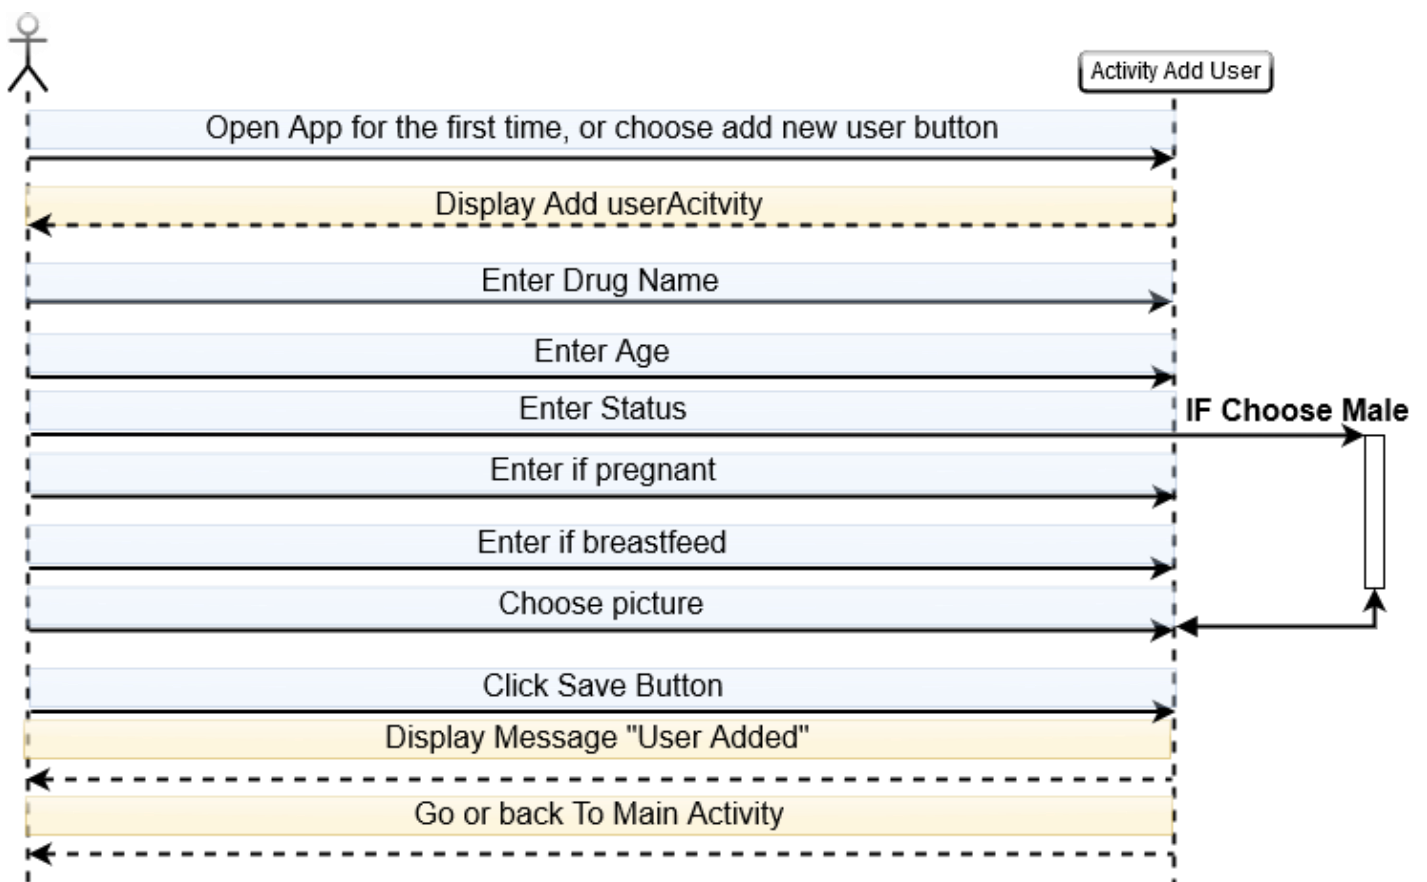 Activity Add User
Open App for the first time, or choose add new user button
Display Add userAcitvity
Enter Drug Name
Enter Age
Enter Status
IF Choose Male
Enter if pregnant
Enter if breastfeed
Choose picture
Click Save Button
Display Message "User Added"
Go or back To Main Activity